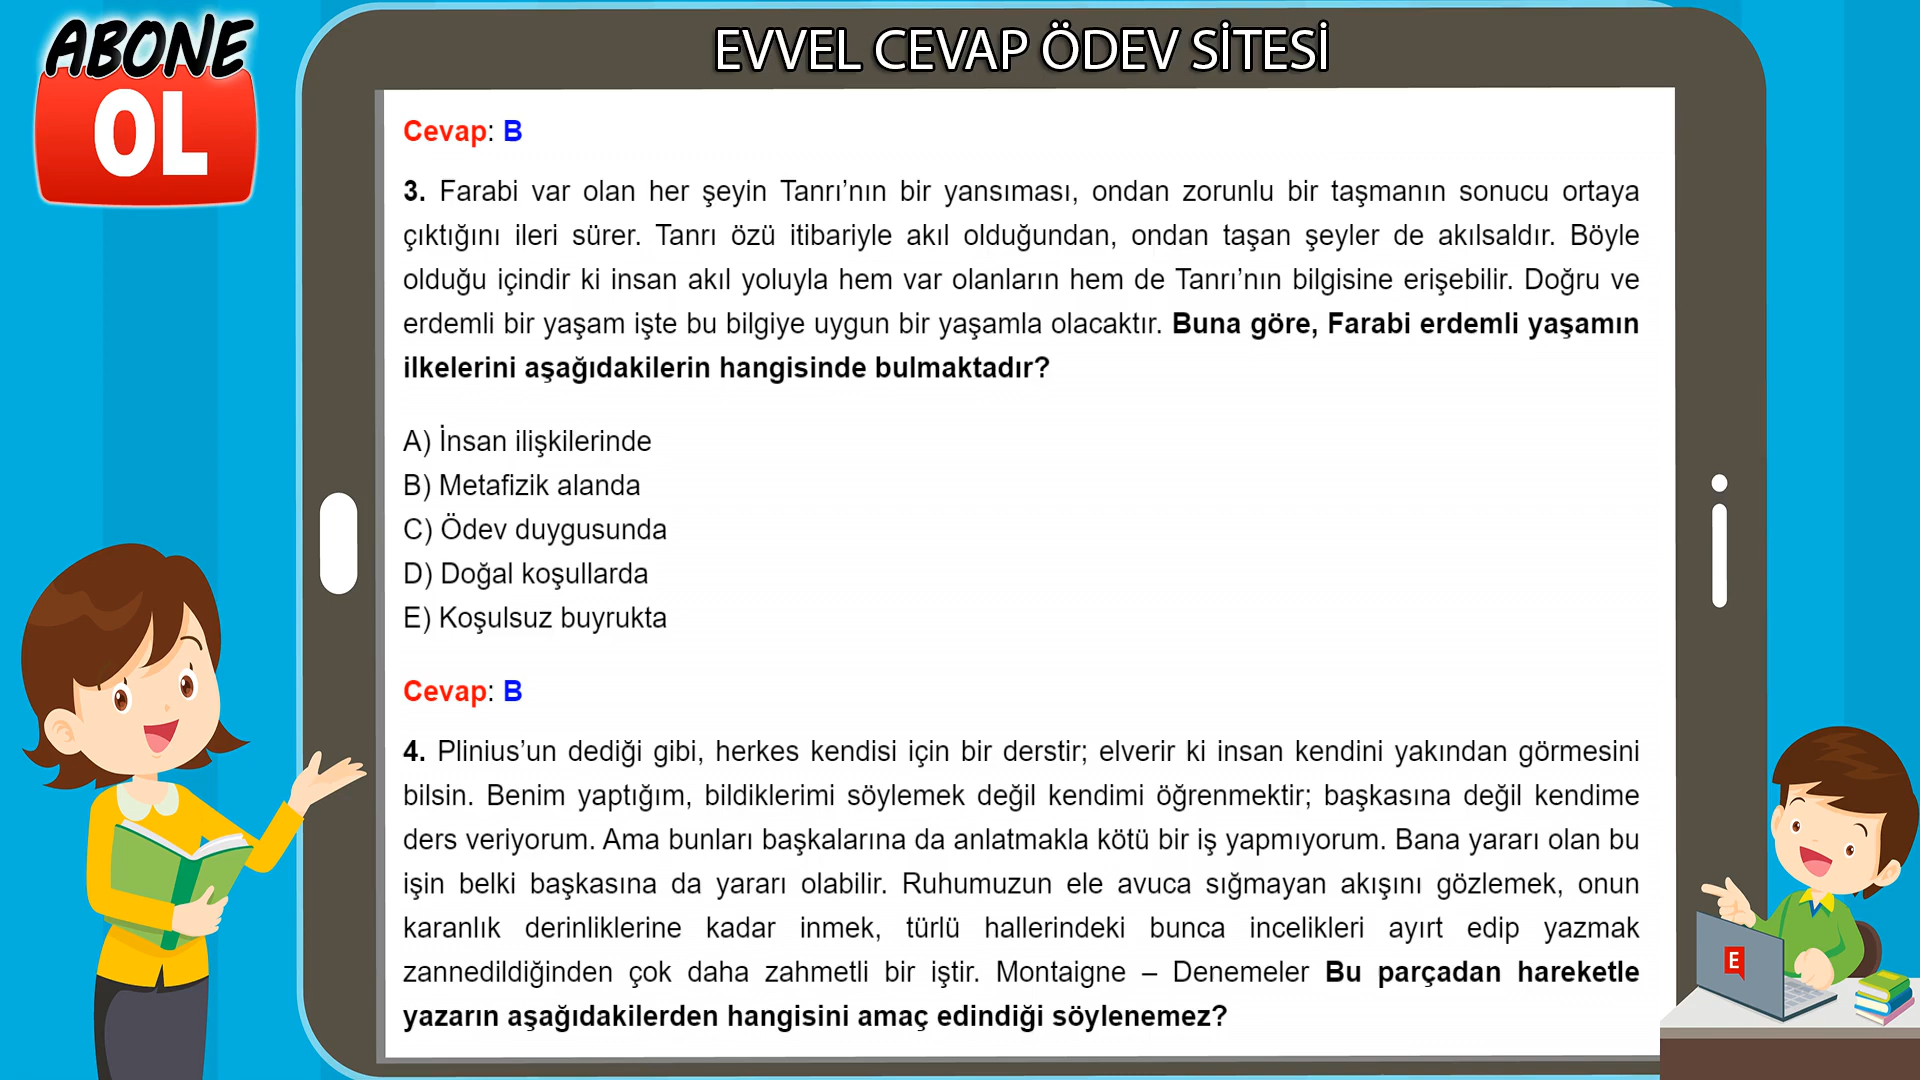 ABONE
OL
EVVEL CEVAP ÖDEV SİTESİ
Cevap: B
3. Farabi var olan her şeyin Tanrı’nın bir yansıması, ondan zorunlu bir taşmanın sonucu ortaya
çıktığını ileri sürer. Tanrı özü itibariyle akıl olduğundan, ondan taşan şeyler de akılsaldır. Böyle
olduğu içindir ki insan akıl yoluyla hem var olanların hem de Tanrı’nın bilgisine erişebilir. Doğru ve
erdemli bir yaşam işte bu bilgiye uygun bir yaşamla olacaktır. Buna göre, Farabi erdemli yaşamın
ilkelerini aşağıdakilerin hangisinde bulmaktadır?
A) İnsan ilişkilerinde
B) Metafizik alanda
C) Ödev duygusunda
D) Doğal koşullarda
E) Koşulsuz buyrukta
Cevap: B
4. Plinius’un dediği gibi, herkes kendisi için bir derstir; elverir ki insan kendini yakından görmesini
bilsin. Benim yaptığım, bildiklerimi söylemek değil kendimi öğrenmektir; başkasına değil kendime
ders veriyorum. Ama bunları başkalarına da anlatmakla kötü bir iş yapmıyorum. Bana yararı olan bu
işin belki başkasına da yararı olabilir. Ruhumuzun ele avuca sığmayan akışını gözlemek, onun
karanlık derinliklerine kadar inmek, türlü hallerindeki bunca incelikleri ayırt edip yazmak
zannedildiğinden çok daha zahmetli bir iştir. Montaigne – Denemeler Bu parçadan hareketle
yazarın aşağıdakilerden hangisini amaç edindiği söylenemez?
E